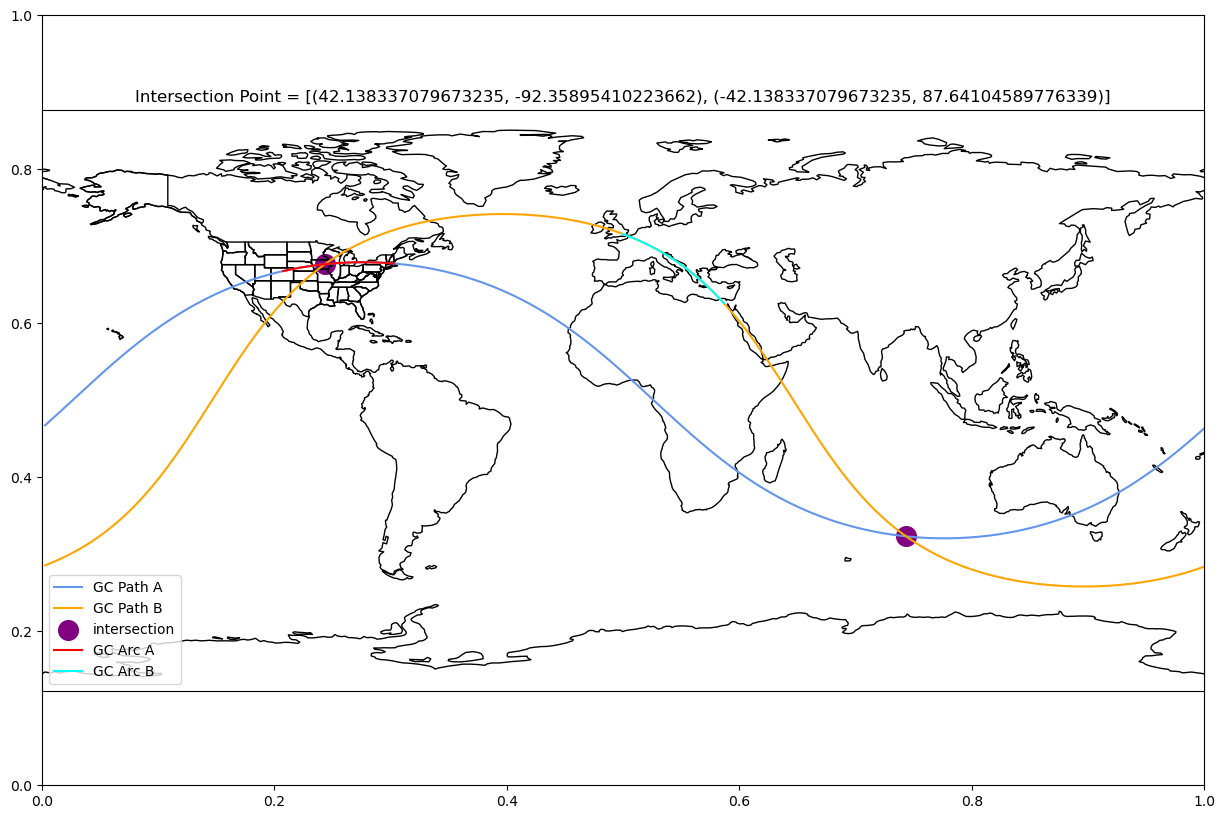 1.0
Intersection Point = [(42.138337079673235, -92.35895410223662), (-42.138337079673235, 87.64104589776339)]
0.8
0.6
0.4
GC Path A
GC Path B
intersection
0.2
GC Arc A
GC Arc B
0.0
0.0 0.2 0.4 0.6 0.8 1.0